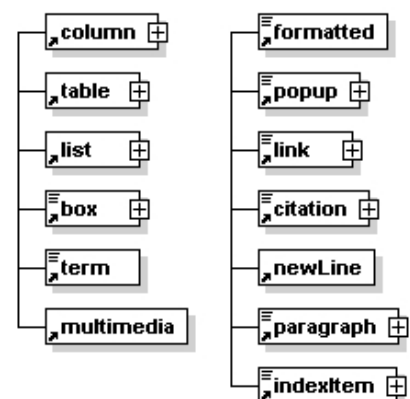 column
table
list
box
term
multimedia
formatted
popup
link
citation
newLine
paragraph
indexItem